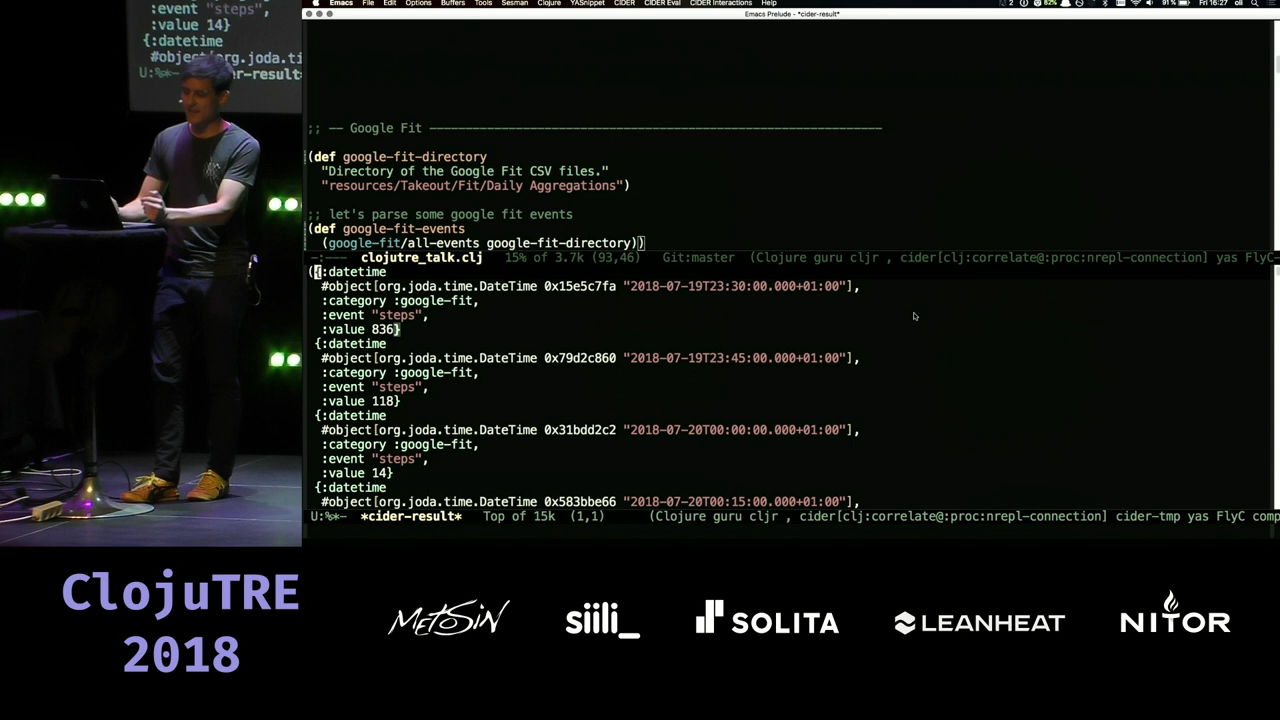 steps",
:value 14}
{:datetime
#object[org.joda.ti
U:%*- *cider-result*
Emacs File Edit Options Buffers Tools Sesman Clojure YASnippet CIDER CIDER Eval CIDER Interactions Help
82% 91% Fri 16:27 oli
Emacs Prelude - *cider-result*
;; -- Google Fit ---------------------------------------------------------------
(def google-fit-directory
"Directory of the Google Fit CSV files."
"resources/Takeout/Fit/Daily Aggregations")
;; let's parse some google fit events
(def google-fit-events
(google-fit/all-events google-fit-directory))
-:--- clojutre_talk.clj 15% of 3.7k (93,46) Git:master (Clojure guru cljr , cider[clj:correlate@:proc:nrepl-connection] yas FlyC-
({:datetime
#object[org.joda.time.DateTime 0x15e5c7fa "2018-07-19T23:30:00.000+01:00"],
:category :google-fit,
:event "steps",
:value 836}
{:datetime
#object[org.joda.time.DateTime 0x79d2c860 "2018-07-19T23:45:00.000+01:00"],
:category :google-fit,
:event "steps",
:value 118}
{:datetime
#object[org.joda.time.DateTime 0x31bdd2c2 "2018-07-20T00:00:00.000+01:00"],
:category :google-fit,
:event "steps",
:value 14}
{:datetime
#object[org.joda.time.DateTime 0x583bbe66 "2018-07-20T00:15:00.000+01:00"],
U:%*- *cider-result* Top of 15k (1,1) (Clojure guru cljr , cider[clj:correlate@:proc:nrepl-connection] cider-tmp yas FlyC comp
ClojuTRE
2018
METOSIN
siili_
SOLITA
LEANHEAT
NITOR